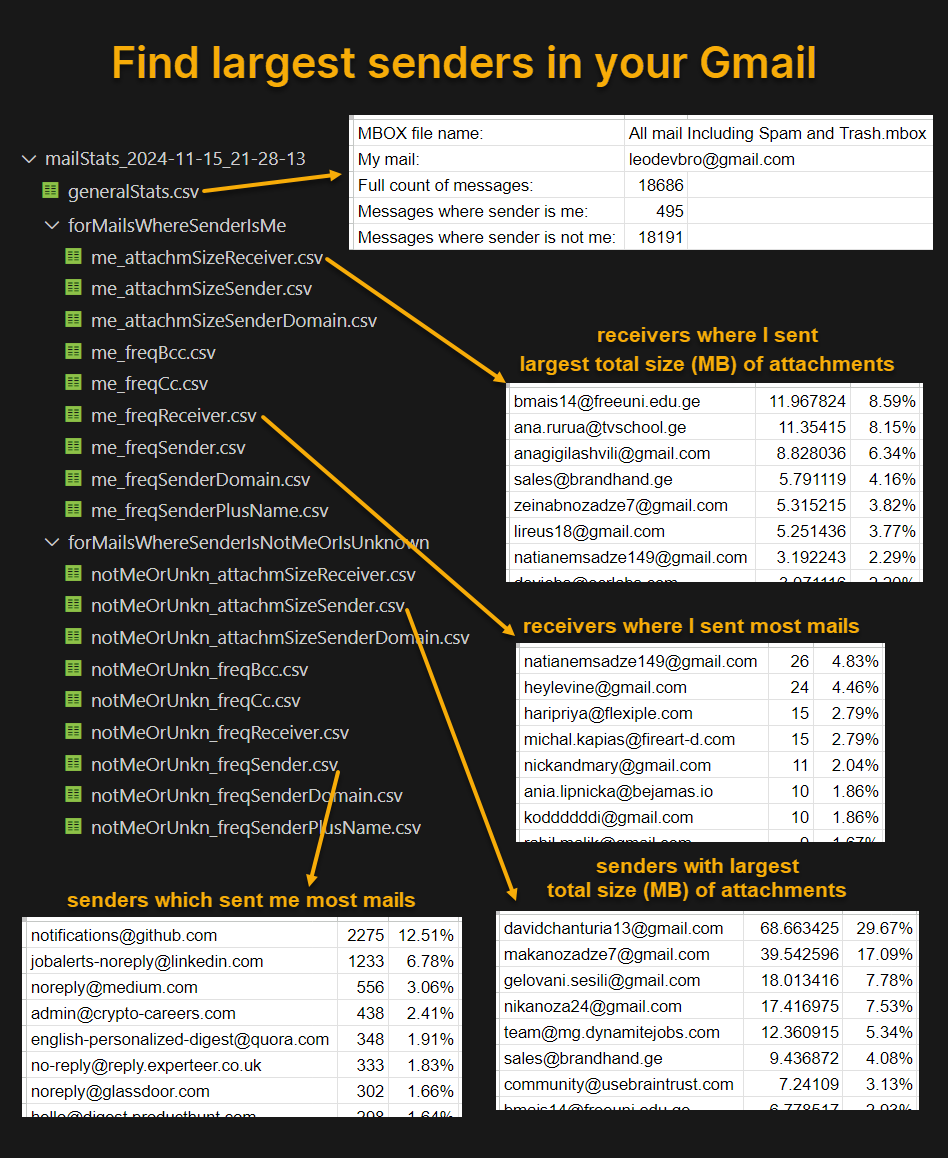 Find largest senders in your Gmail
MBOX file name: All mail Including Spam and Trash.mbox
My mail: leodevbro@gmail.com
Full count of messages: 18686
Messages where sender is me: 495
Messages where sender is not me: 18191
mailStats_2024-11-15_21-28-13
generalStats.csv
forMailsWhereSenderIsMe
me_attachmSizeReceiver.csv
me_attachmSizeSender.csv
me_attachmSizeSenderDomain.csv
me_freqBcc.csv
me_freqCc.csv
me_freqReceiver.csv
me_freqSender.csv
me_freqSenderDomain.csv
me_freqSenderPlusName.csv
forMailsWhereSenderIsNotMeOrIsUnknown
notMeOrUnkn_attachmSizeReceiver.csv
notMeOrUnkn_attachmSizeSender.csv
notMeOrUnkn_attachmSizeSenderDomain.csv
notMeOrUnkn_freqBcc.csv
notMeOrUnkn_freqCc.csv
notMeOrUnkn_freqReceiver.csv
notMeOrUnkn_freqSender.csv
notMeOrUnkn_freqSenderDomain.csv
notMeOrUnkn_freqSenderPlusName.csv
receivers where I sent
largest total size (MB) of attachments
bmais14@freeuni.edu.ge 11.967824 8.59%
ana.rurua@tvschool.ge 11.35415 8.15%
anagigilashvili@gmail.com 8.828036 6.34%
sales@brandhand.ge 5.791119 4.16%
zeinabnozadze7@gmail.com 5.315215 3.82%
lireus18@gmail.com 5.251436 3.77%
natianemsadze149@gmail.com 3.192243 2.29%
receivers where I sent most mails
natianemsadze149@gmail.com 26 4.83%
heylevine@gmail.com 24 4.46%
haripriya@flexiple.com 15 2.79%
michal.kapias@fireart-d.com 15 2.79%
nickandmary@gmail.com 11 2.04%
ania.lipnicka@bejamas.io 10 1.86%
koddddddi@gmail.com 10 1.86%
senders which sent me most mails
notifications@github.com 2275 12.51%
jobalerts-noreply@linkedin.com 1233 6.78%
noreply@medium.com 556 3.06%
admin@crypto-careers.com 438 2.41%
english-personalized-digest@quora.com 348 1.91%
no-reply@reply.experteer.co.uk 333 1.83%
noreply@glassdoor.com 302 1.66%
hello@digest.producthunt.com 298 1.64%
senders with largest
total size (MB) of attachments
davidchanturia13@gmail.com 68.663425 29.67%
makanozadze7@gmail.com 39.542596 17.09%
gelovani.sesili@gmail.com 18.013416 7.78%
nikanoza24@gmail.com 17.416975 7.53%
team@mg.dynamitejobs.com 12.360915 5.34%
sales@brandhand.ge 9.436872 4.08%
community@usebraintrust.com 7.24109 3.13%
bmais14@freeuni.edu.ge 6.778517 2.93%